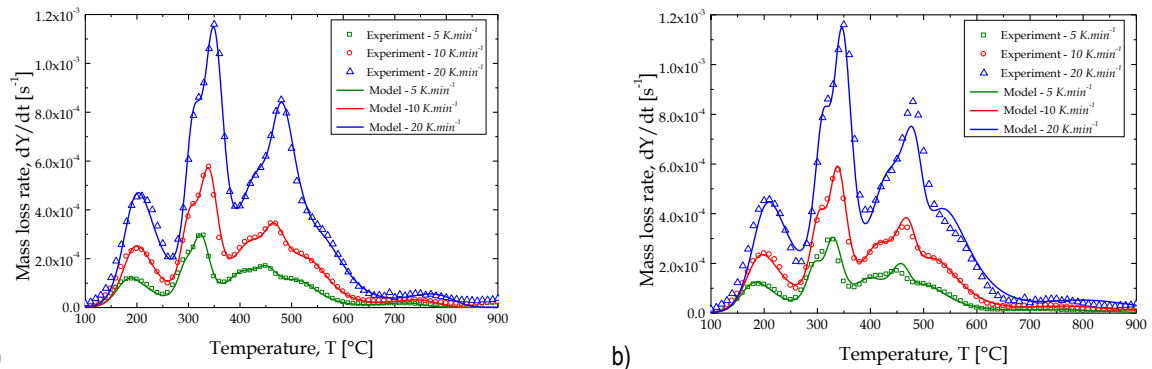 1.2x10⁻³
1.0x10⁻³
8.0x10⁻⁴
6.0x10⁻⁴
4.0x10⁻⁴
2.0x10⁻⁴
0.0
Mass loss rate, dY/dt [s⁻¹]
Experiment - 5 K.min⁻¹
Experiment - 10 K.min⁻¹
Experiment - 20 K.min⁻¹
Model - 5 K.min⁻¹
Model -10 K.min⁻¹
Model - 20 K.min⁻¹
100 200 300 400 500 600 700 800 900
Temperature, T [°C]
)
1.2x10⁻³
1.0x10⁻³
8.0x10⁻⁴
6.0x10⁻⁴
4.0x10⁻⁴
2.0x10⁻⁴
0.0
Mass loss rate, dY/dt [s⁻¹]
Experiment - 5 K.min⁻¹
Experiment - 10 K.min⁻¹
Experiment - 20 K.min⁻¹
Model - 5 K.min⁻¹
Model -10 K.min⁻¹
Model - 20 K.min⁻¹
100 200 300 400 500 600 700 800 900
Temperature, T [°C]
b)